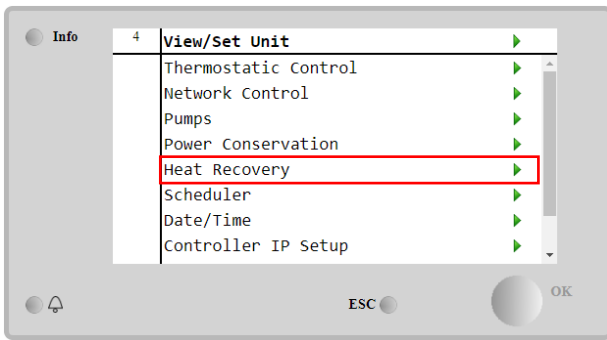 Info
4 View/Set Unit
Thermostatic Control
Network Control
Pumps
Power Conservation
Heat Recovery
Scheduler
Date/Time
Controller IP Setup
ESC
OK